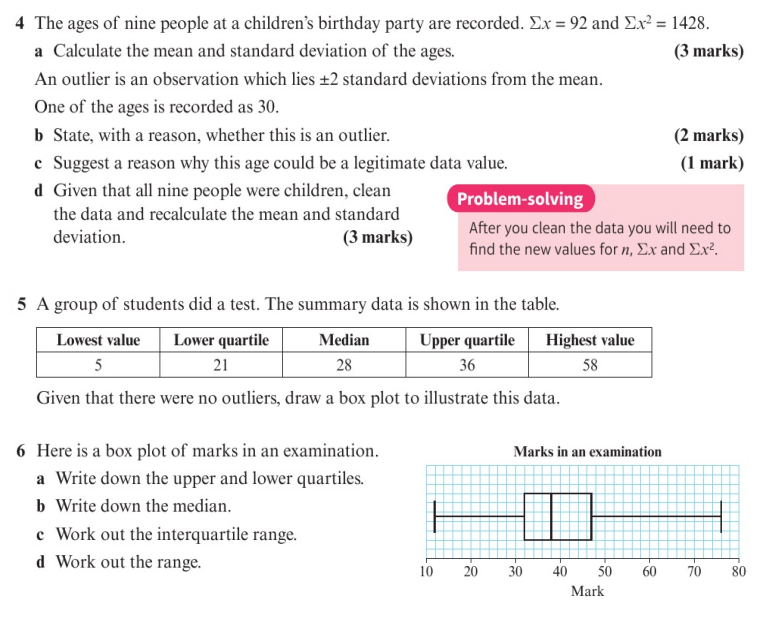 4 The ages of nine people at a children's birthday party are recorded. Σx = 92 and Σx² = 1428.
a Calculate the mean and standard deviation of the ages. (3 marks)
An outlier is an observation which lies ±2 standard deviations from the mean.
One of the ages is recorded as 30.
b State, with a reason, whether this is an outlier. (2 marks)
c Suggest a reason why this age could be a legitimate data value. (1 mark)
d Given that all nine people were children, clean
the data and recalculate the mean and standard
deviation. (3 marks)
Problem-solving
After you clean the data you will need to
find the new values for n, Σx and Σx².
5 A group of students did a test. The summary data is shown in the table.
Lowest value Lower quartile Median Upper quartile Highest value
5 21 28 36 58
Given that there were no outliers, draw a box plot to illustrate this data.
6 Here is a box plot of marks in an examination.
a Write down the upper and lower quartiles.
b Write down the median.
c Work out the interquartile range.
d Work out the range.
Marks in an examination
10 20 30 40 50 60 70 80
Mark